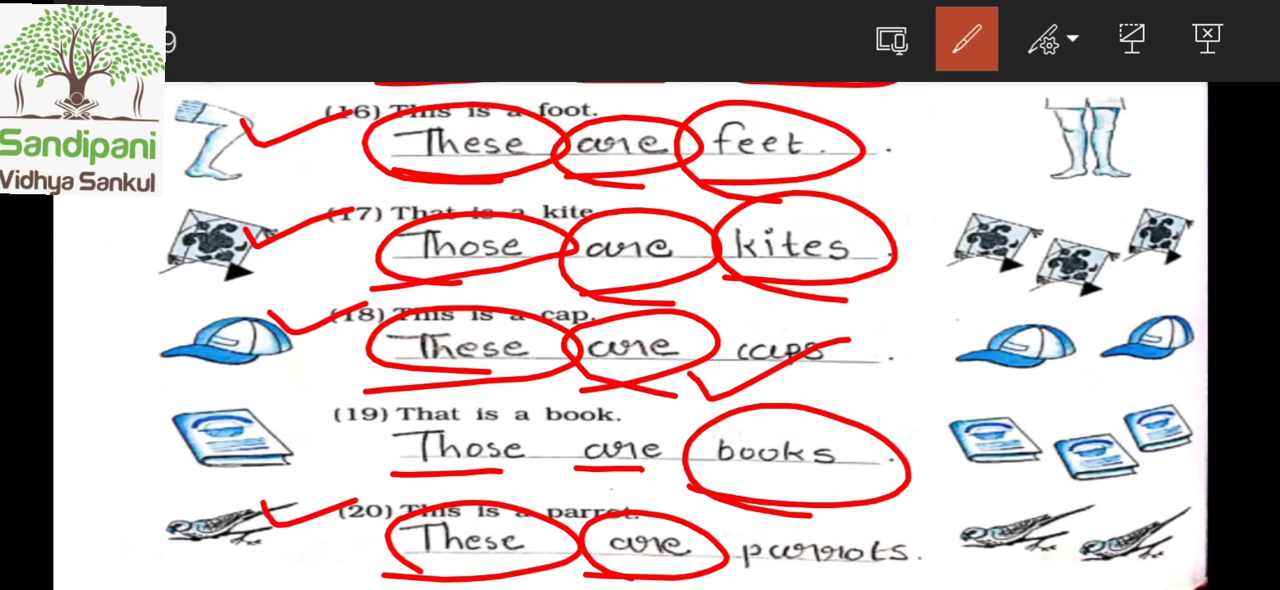 9
Sandipani
Vidhya Sankul
(16) This is a foot.
These are feet.
(17) That is a kite.
Those are kites.
(18) This is a cap.
These are caps.
(19) That is a book.
Those are books.
(20) This is a parrot.
These are parrots.